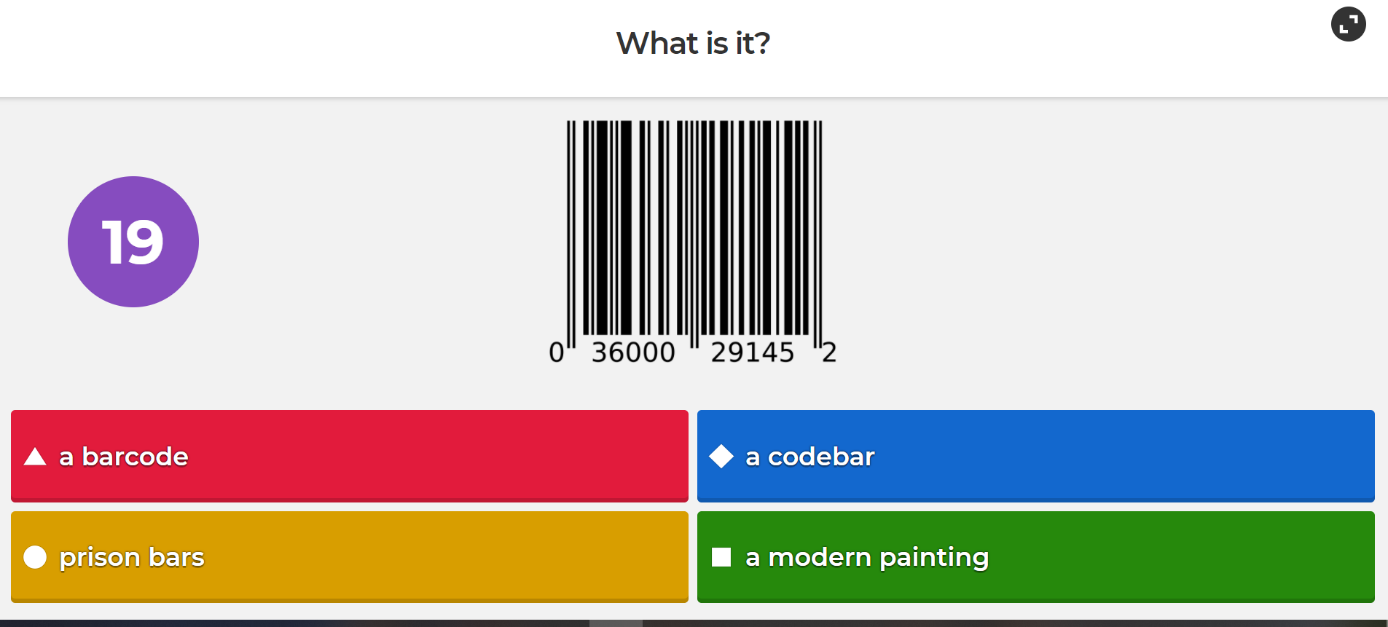 What is it?
19
0 36000 29145 2
a barcode
a codebar
prison bars
a modern painting